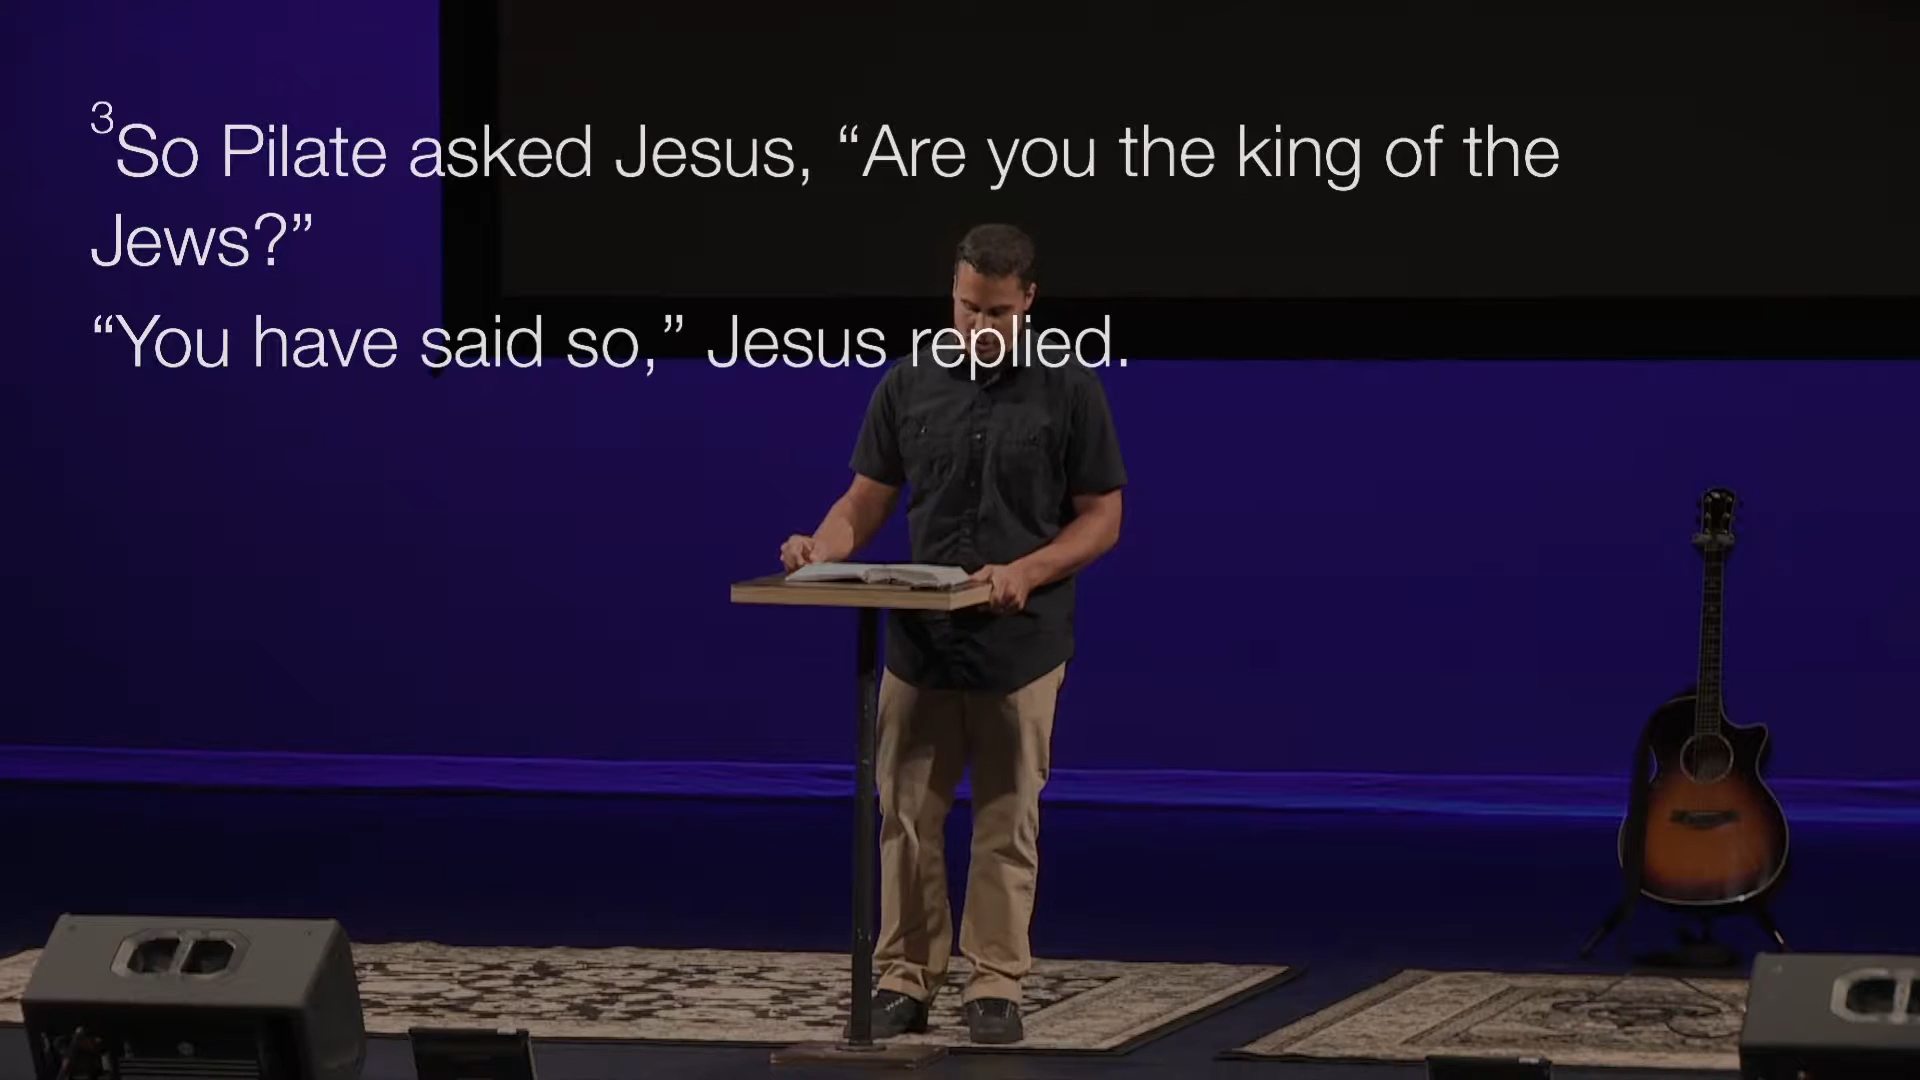 ³So Pilate asked Jesus, “Are you the king of the
Jews?”
“You have said so,” Jesus replied.